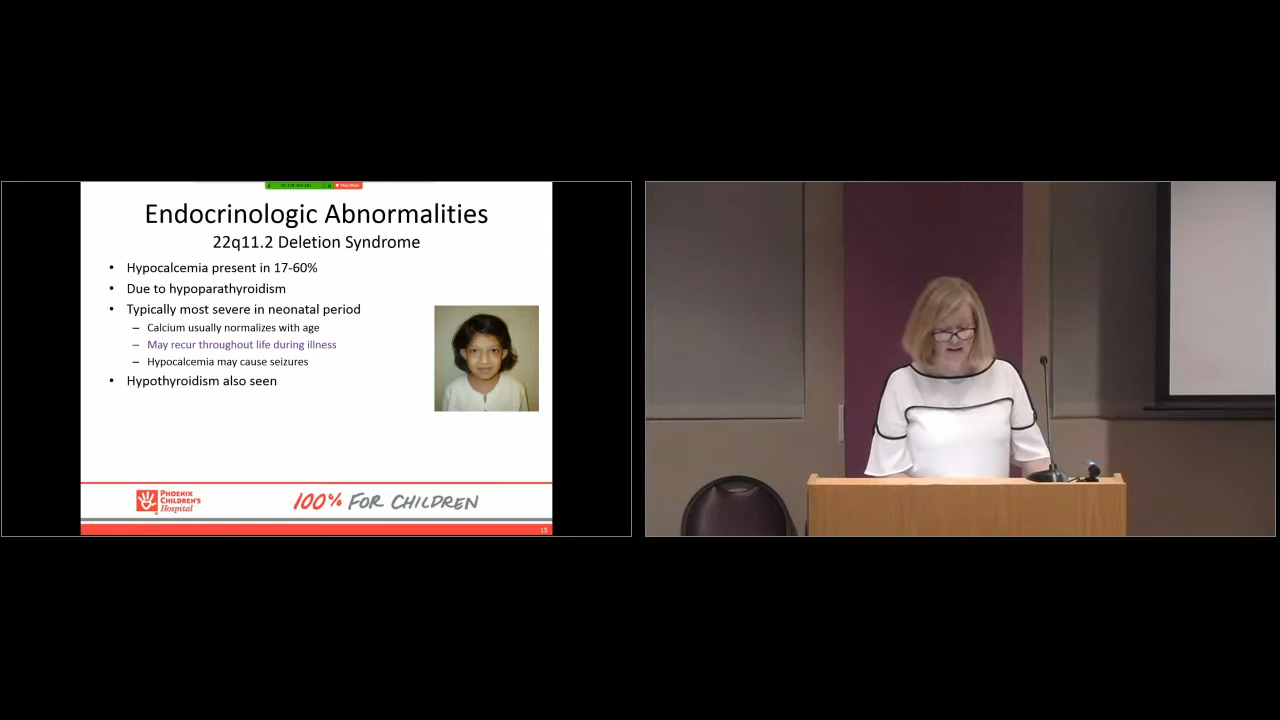 Endocrinologic Abnormalities
22q11.2 Deletion Syndrome
• Hypocalcemia present in 17-60%
• Due to hypoparathyroidism
• Typically most severe in neonatal period
– Calcium usually normalizes with age
– May recur throughout life during illness
– Hypocalcemia may cause seizures
• Hypothyroidism also seen
PHOENIX
CHILDREN'S
Hospital
100% FOR CHILDREN
15